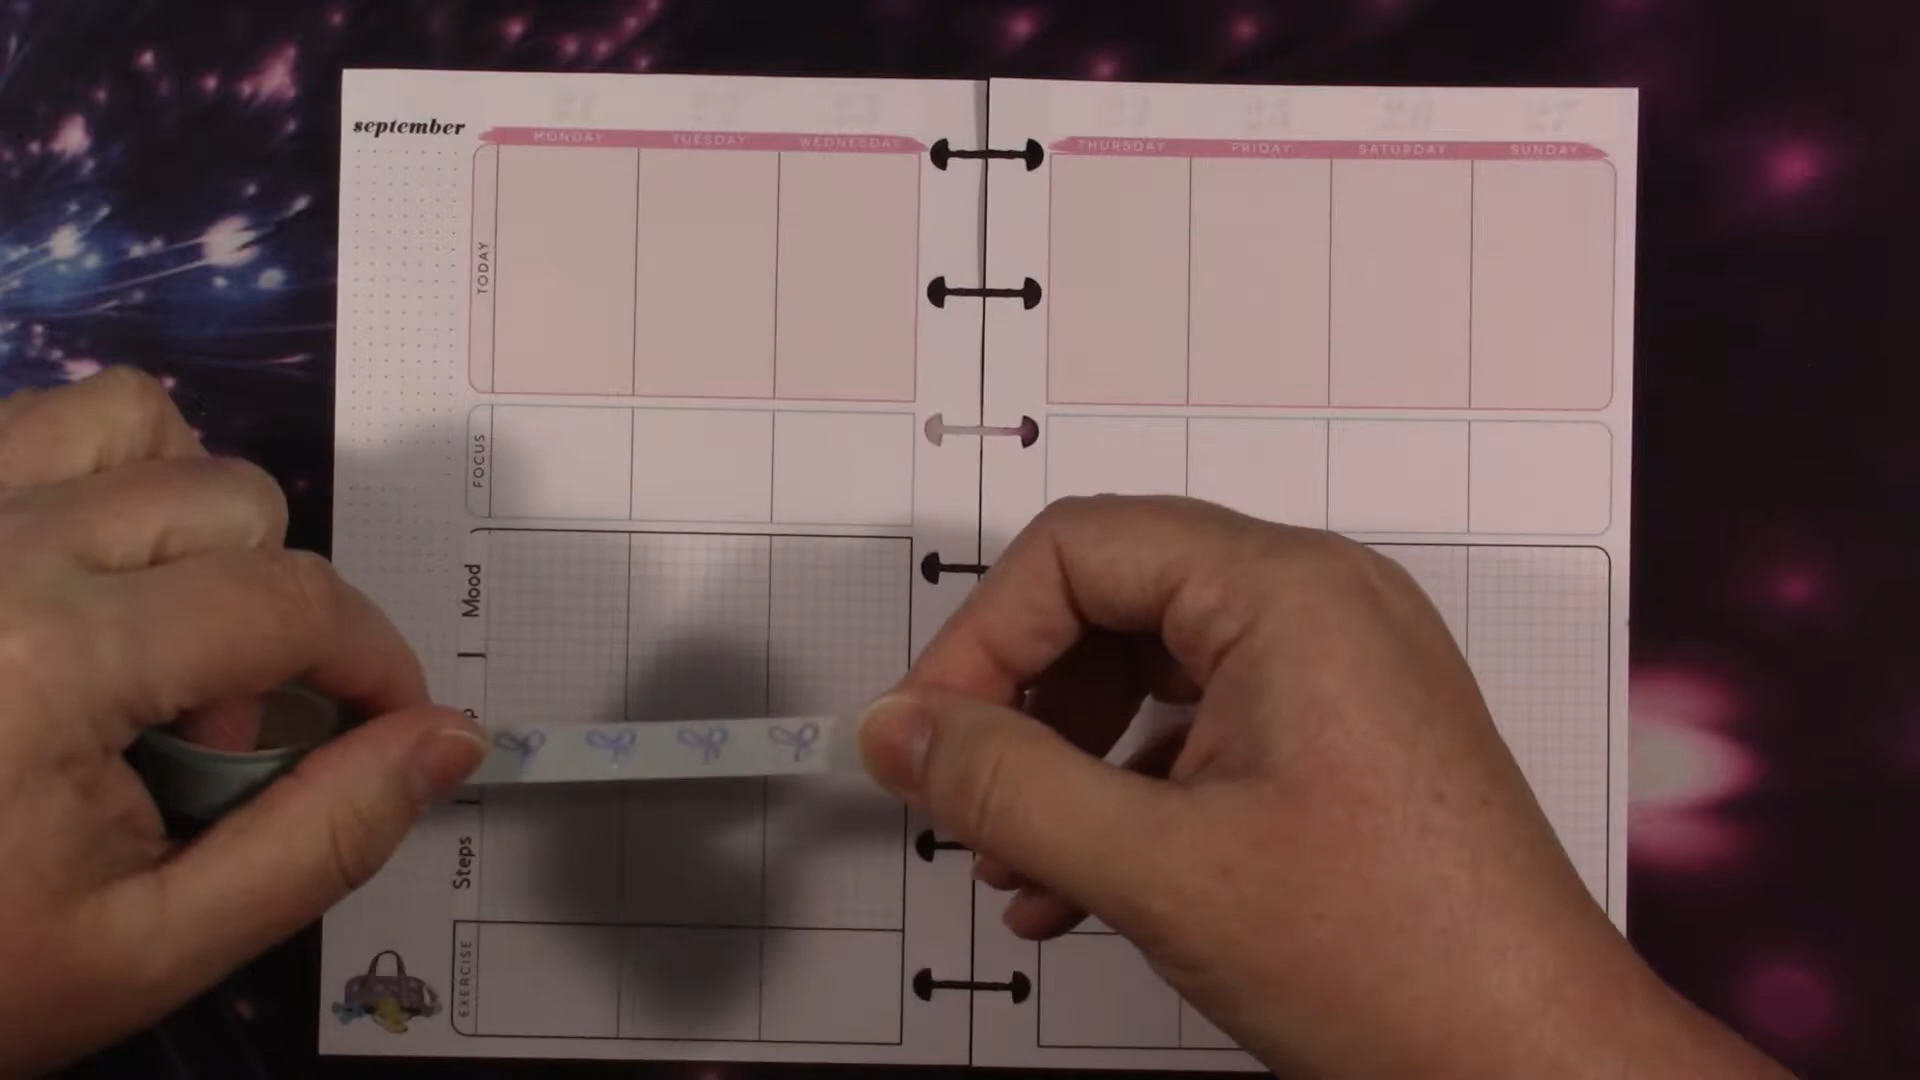 september
MONDAY TUESDAY WEDNESDAY
THURSDAY FRIDAY SATURDAY SUNDAY
TODAY
FOCUS
Mood
Steps
EXERCISE